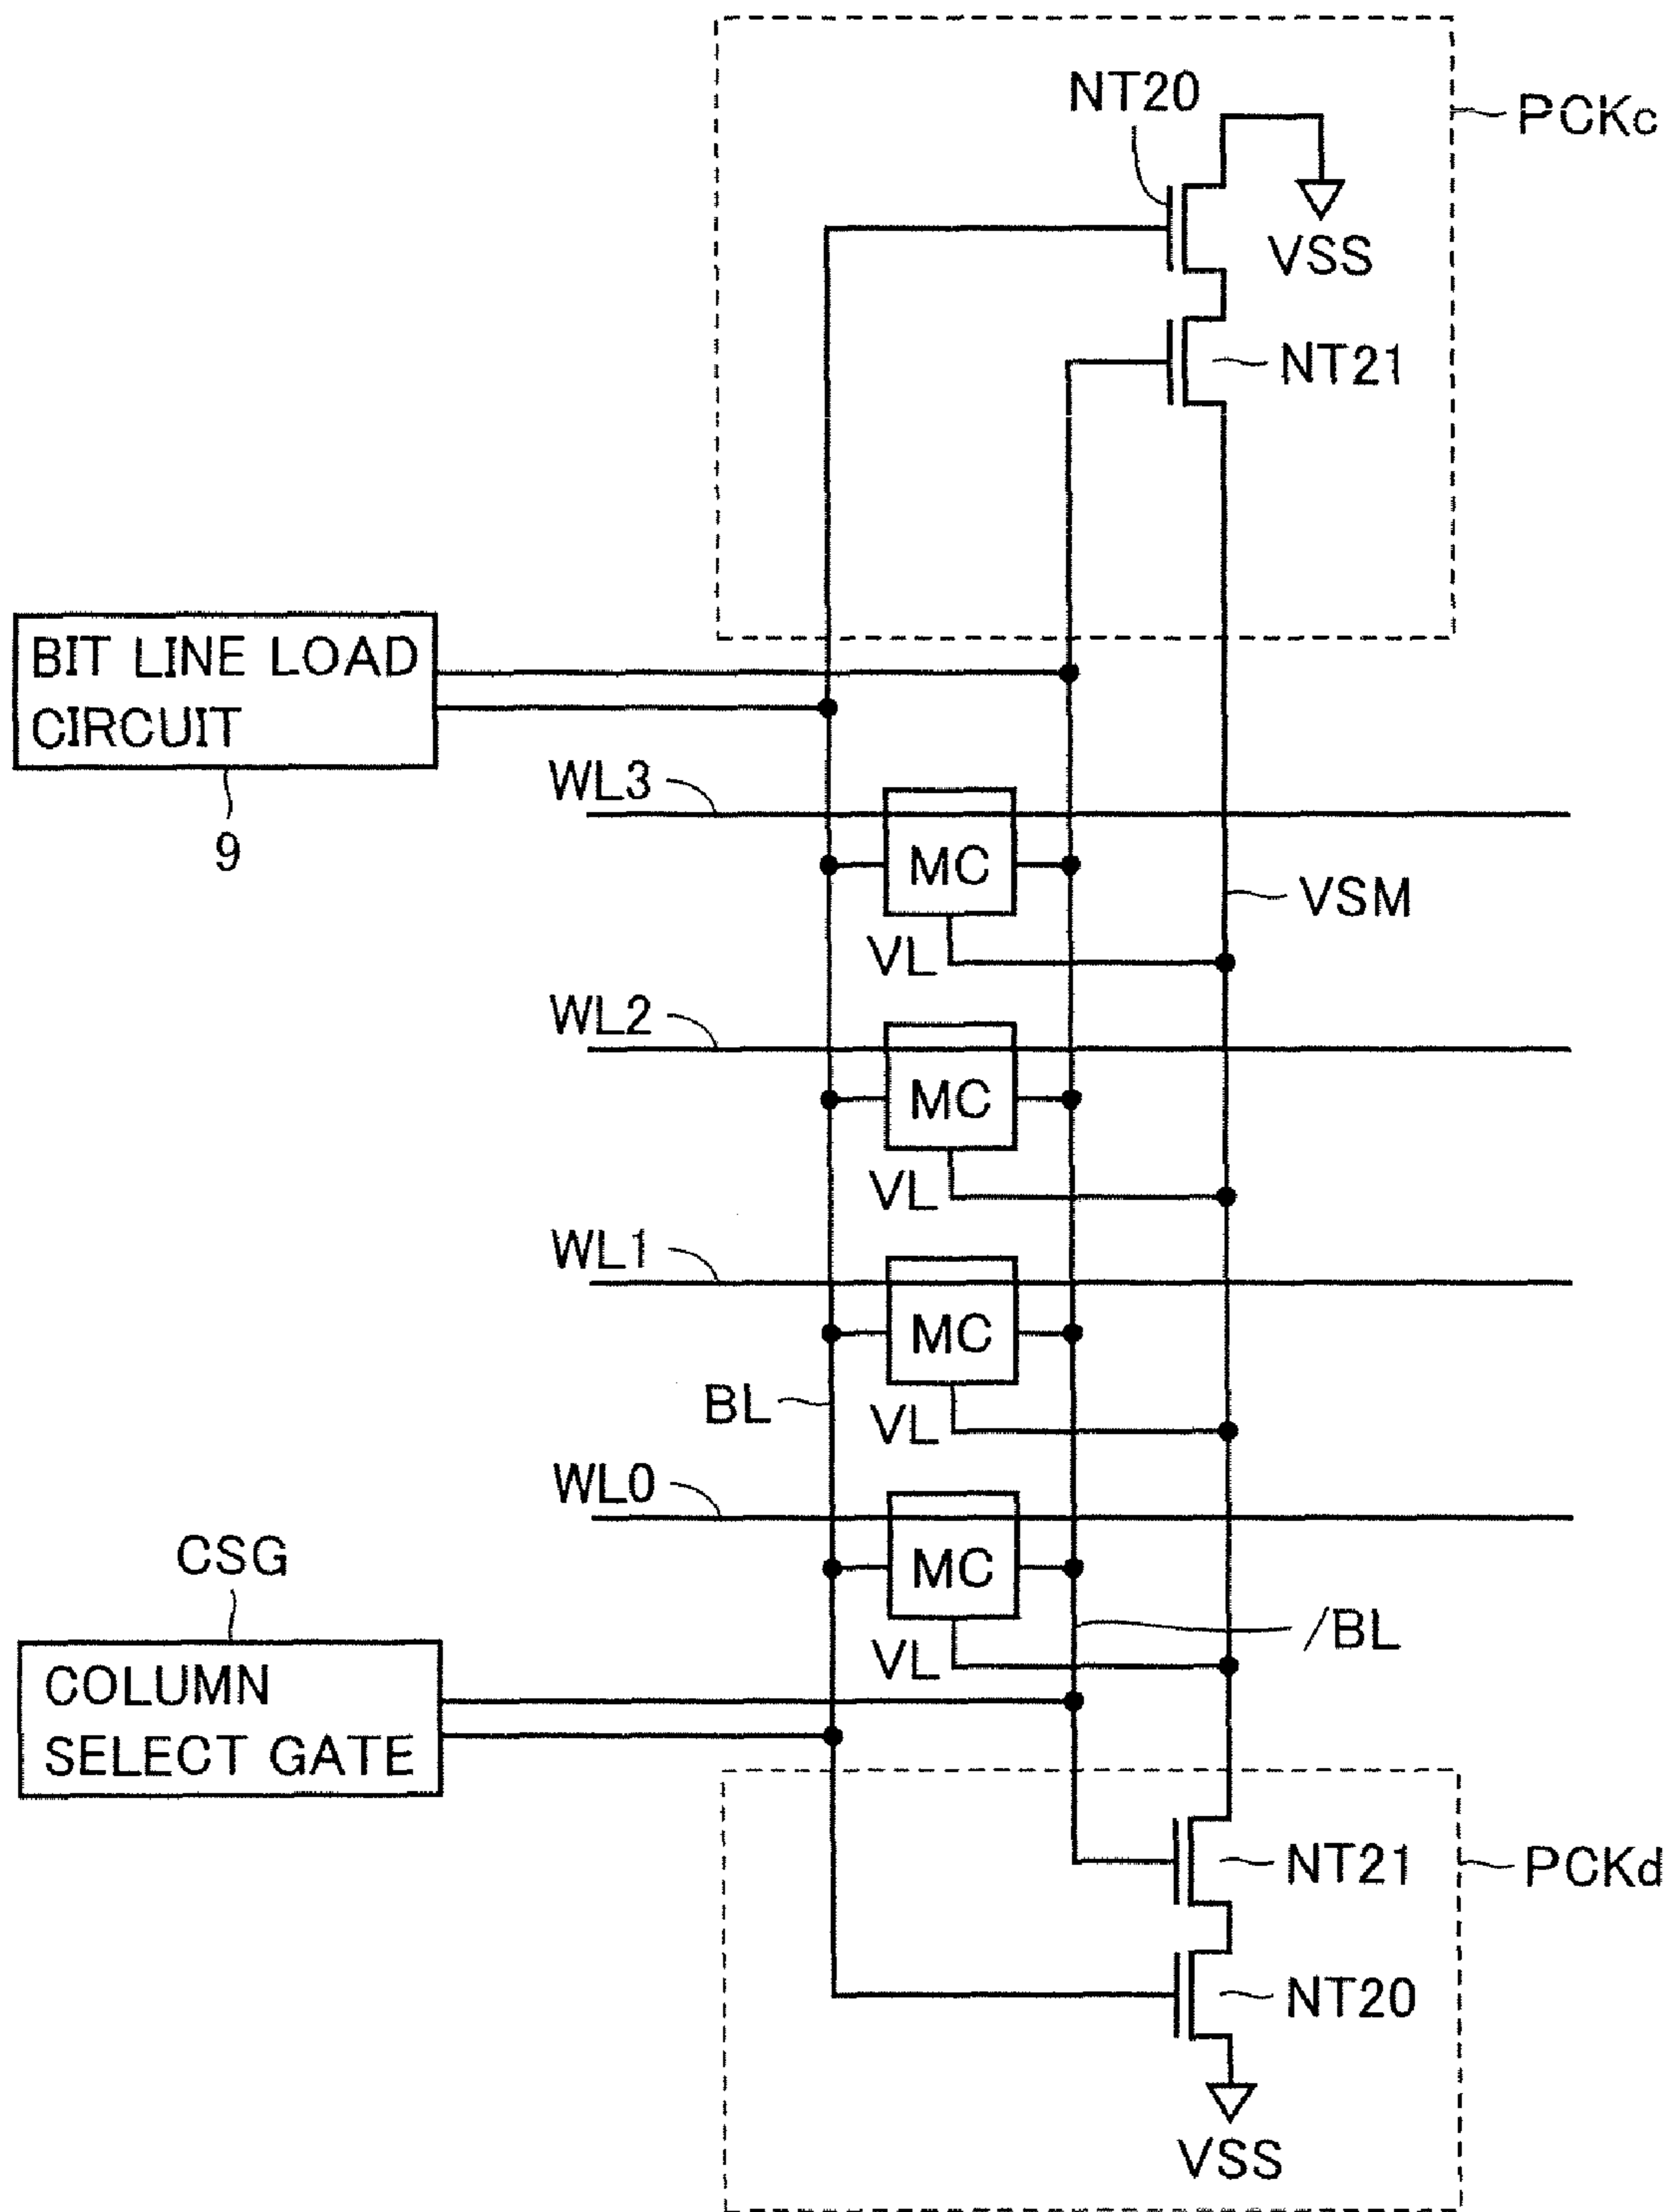 NT20
PCKc
VSS
NT21
BIT LINE LOAD
CIRCUIT
9
WL3
MC
VSM
VL
WL2
MC
VL
WL1
MC
BL
VL
WL0
CSG
MC
/BL
VL
COLUMN
SELECT GATE
NT21
PCKd
NT20
VSS